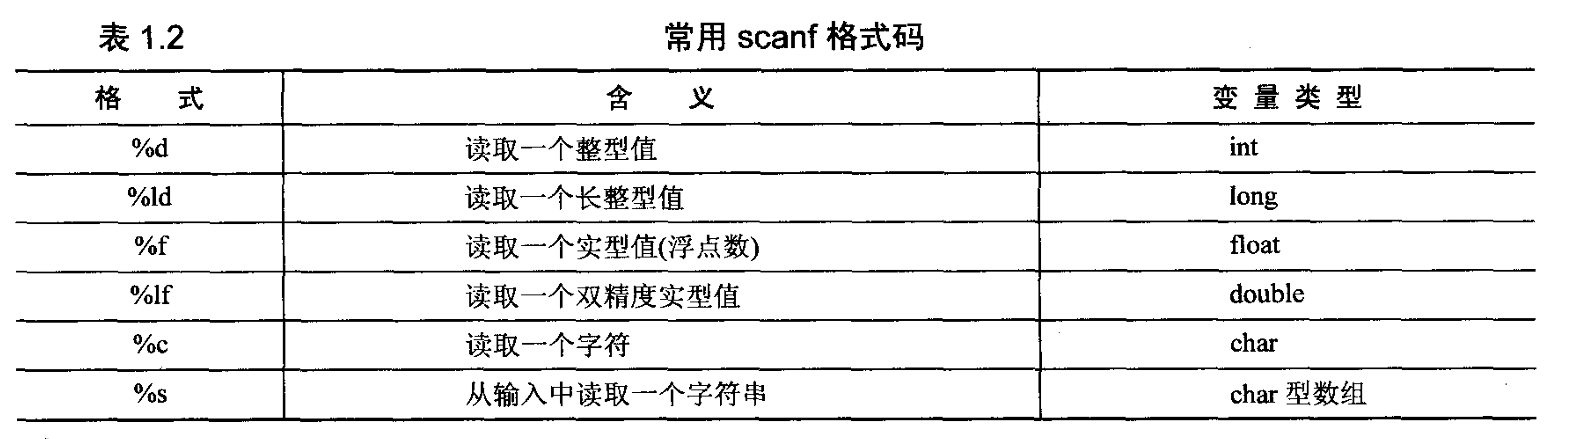 表 1.2 常用 scanf 格式码
格 式 含 义 变 量 类 型
%d 读取一个整型值 int
%ld 读取一个长整型值 long
%f 读取一个实型值(浮点数) float
%lf 读取一个双精度实型值 double
%c 读取一个字符 char
%s 从输入中读取一个字符串 char 型数组